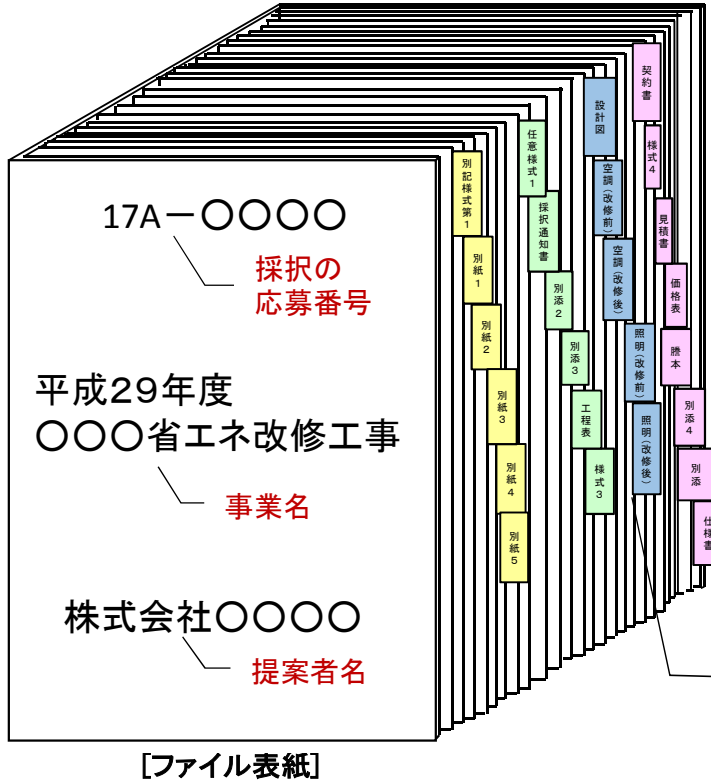 17A－〇〇〇〇
採択の
応募番号
平成29年度
〇〇〇省エネ改修工事
事業名
株式会社〇〇〇〇
提案者名
[ファイル表紙]
別記様式第1
別紙1
別紙2
別紙3
別紙4
別紙5
任意様式1
採択通知書
別添2
別添3
工程表
様式3
設計図
空調(改修前)
空調(改修後)
照明(改修前)
照明(改修後)
契約書
様式4
見積書
価格表
謄本
別添4
別添
仕様書